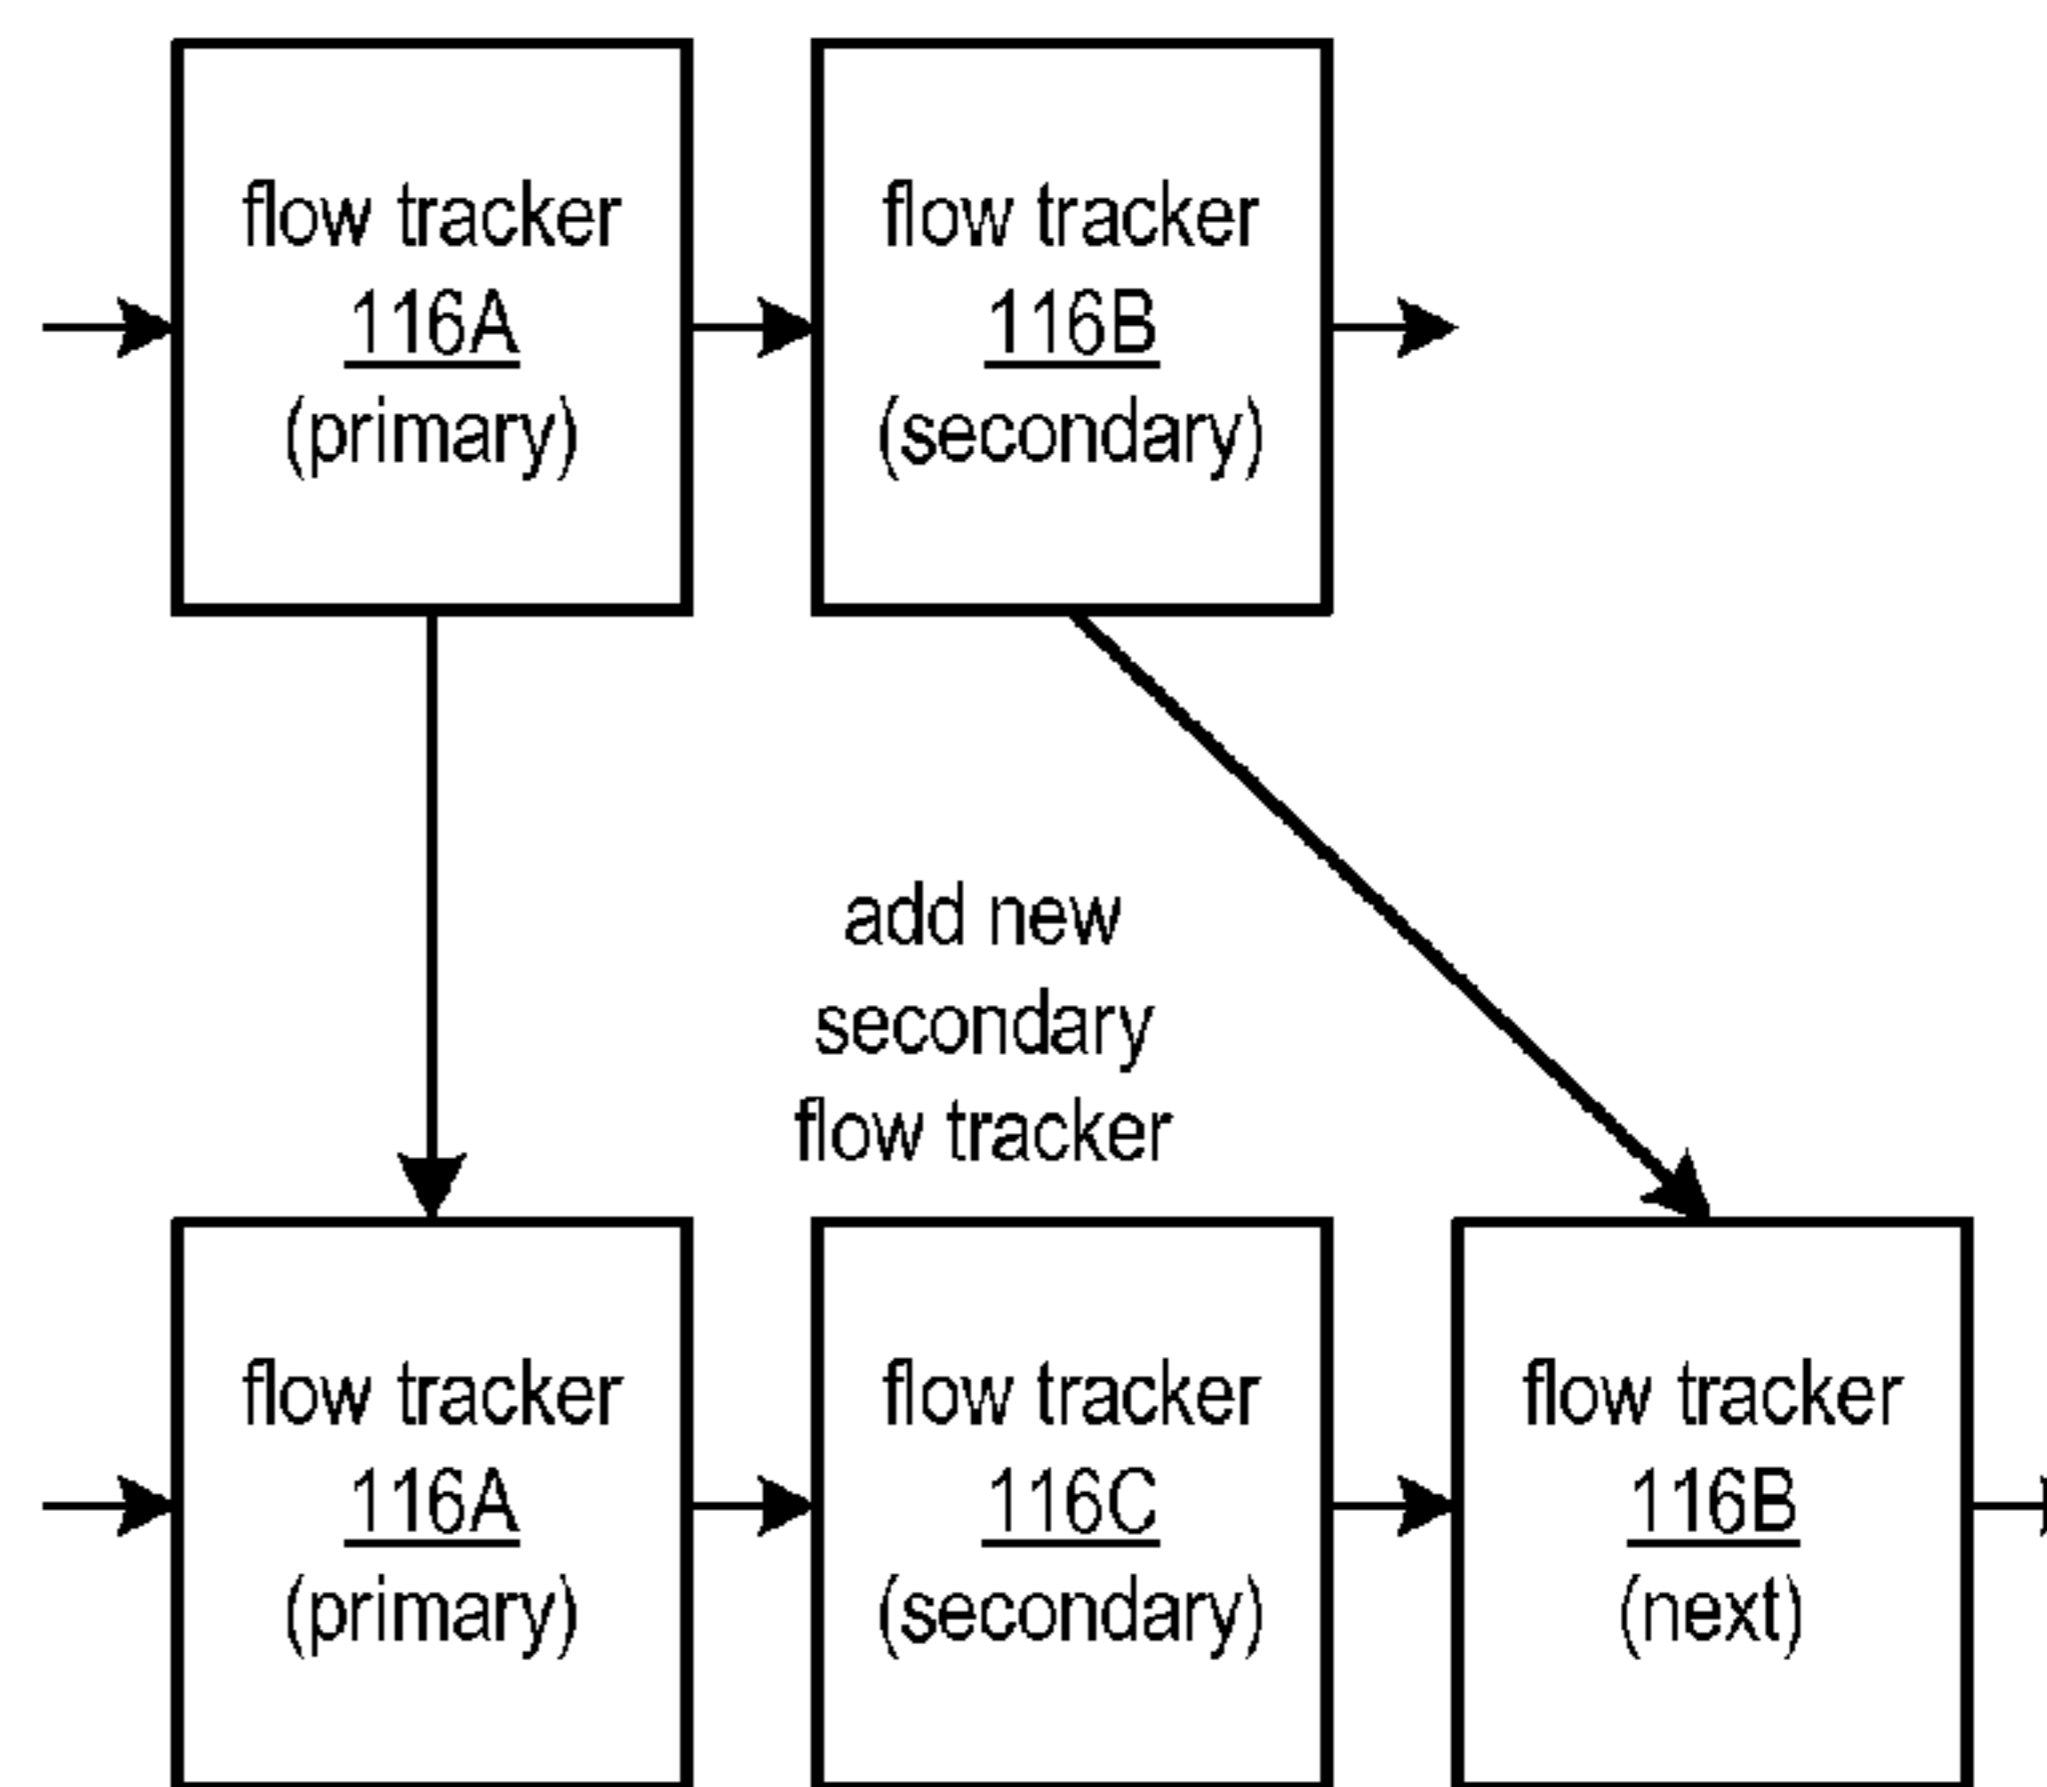 flow tracker
116A
(primary)
flow tracker
116B
(secondary)
add new
secondary
flow tracker
flow tracker
116A
(primary)
flow tracker
116C
(secondary)
flow tracker
116B
(next)